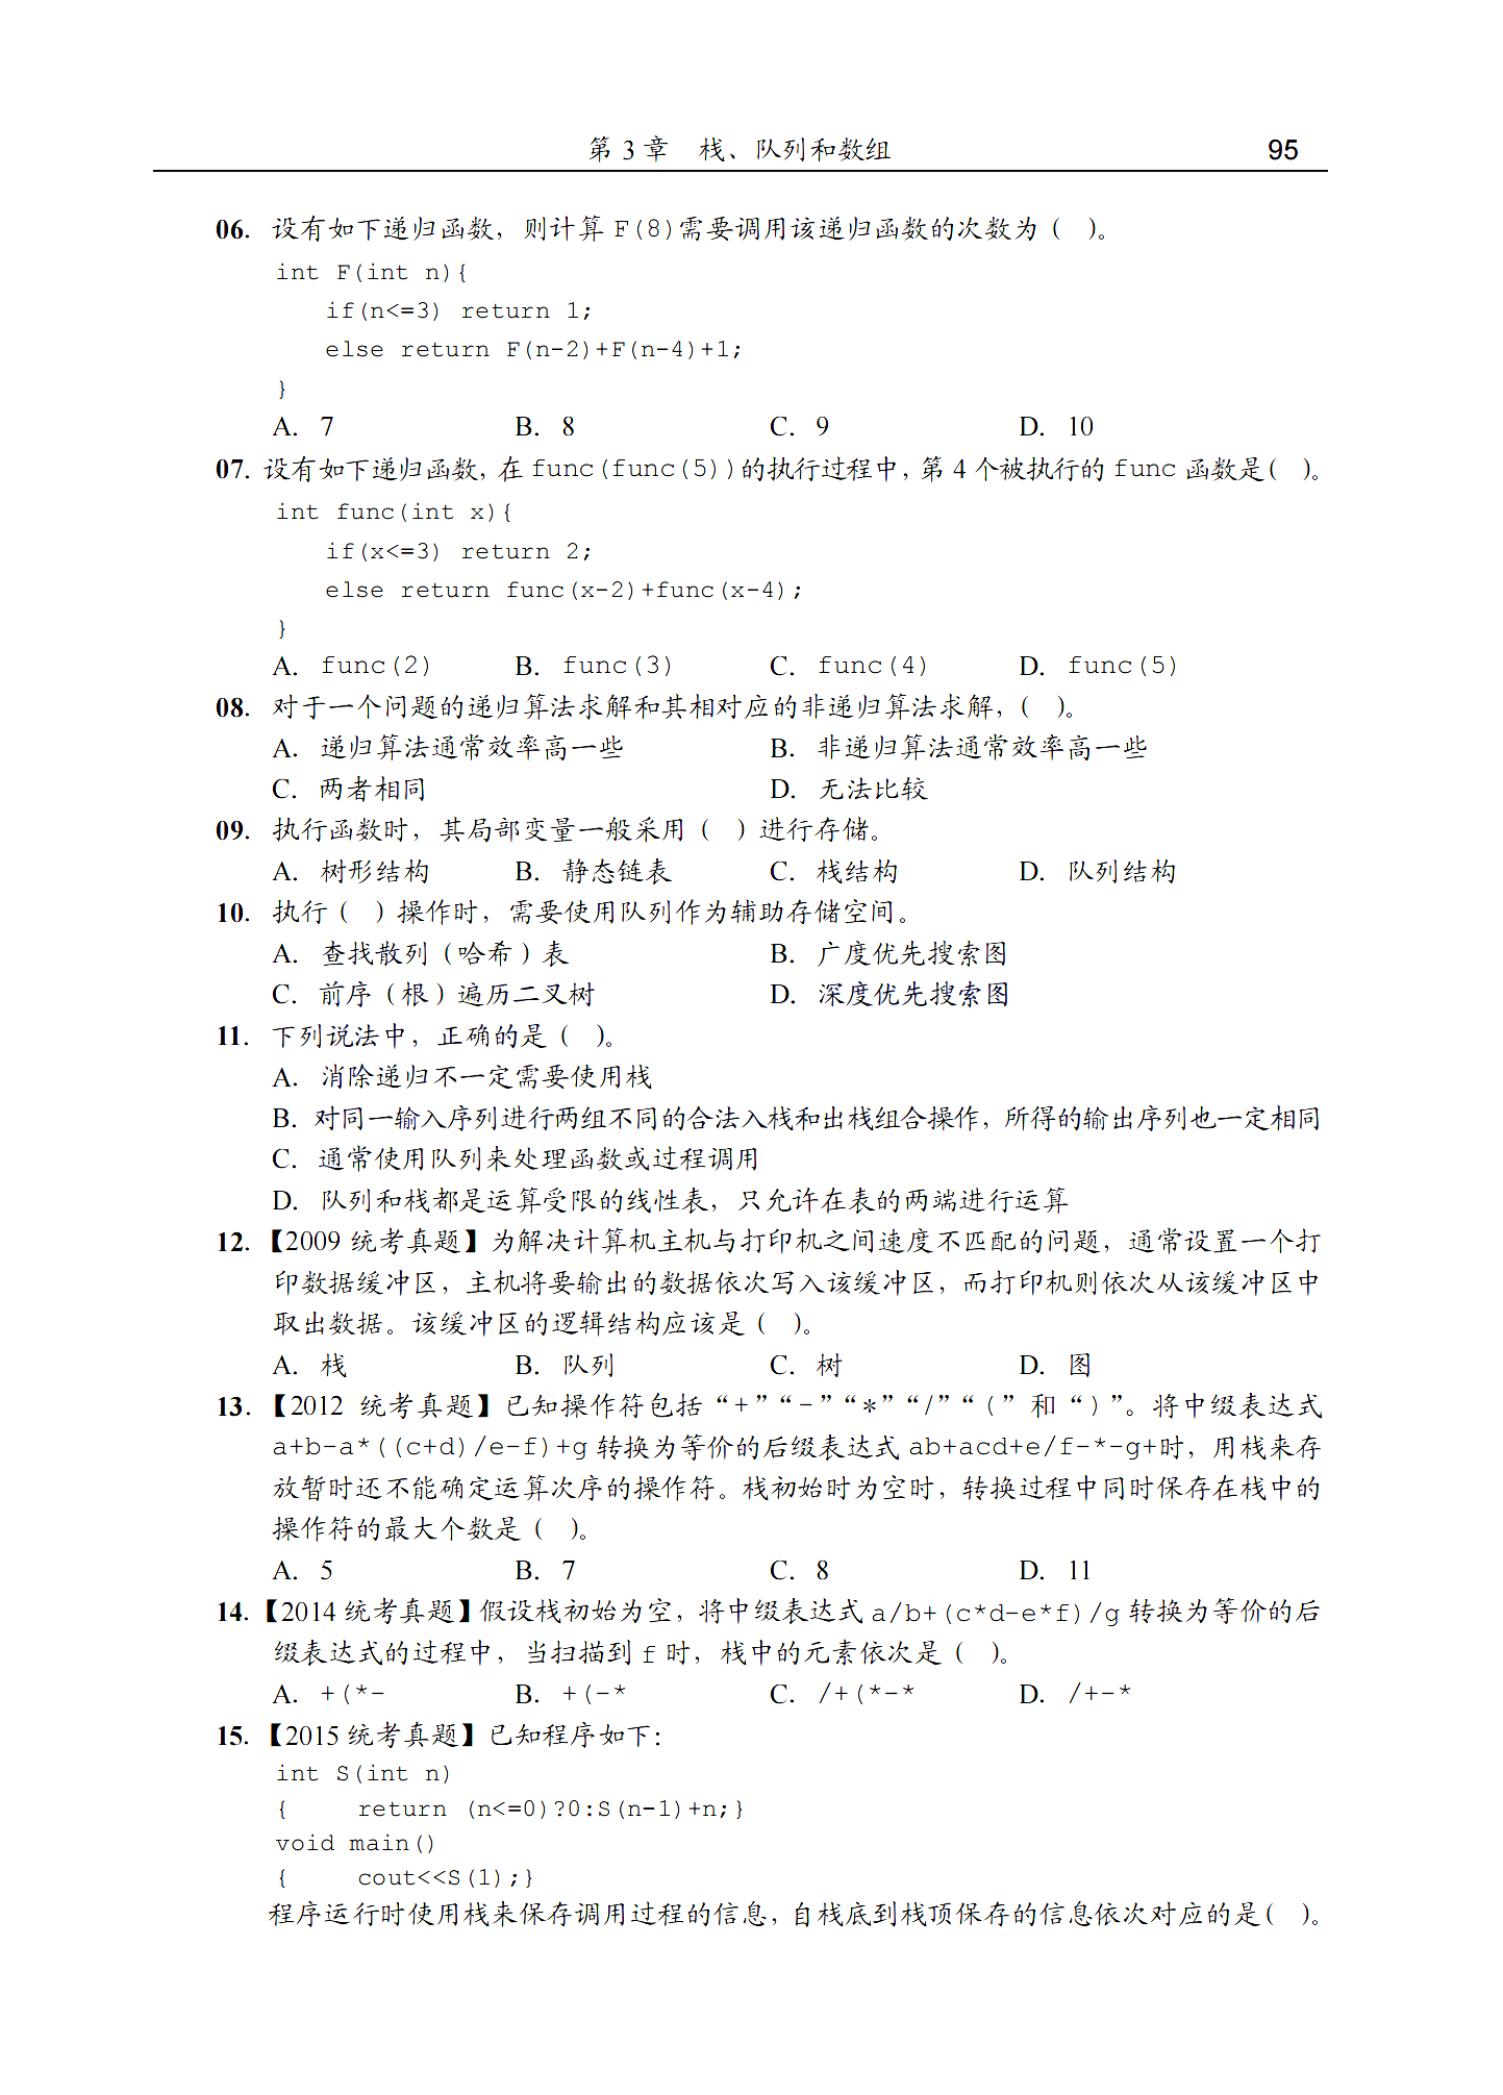 第 3 章 栈、队列和数组 95
06. 设有如下递归函数，则计算 F(8)需要调用该递归函数的次数为（ ）。
int F(int n){
if(n<=3) return 1;
else return F(n-2)+F(n-4)+1;
}
A. 7 B. 8 C. 9 D. 10
07. 设有如下递归函数，在 func(func(5))的执行过程中，第 4 个被执行的 func 函数是（ ）。
int func(int x){
if(x<=3) return 2;
else return func(x-2)+func(x-4);
}
A. func(2) B. func(3) C. func(4) D. func(5)
08. 对于一个问题的递归算法求解和其相对应的非递归算法求解，（ ）。
A. 递归算法通常效率高一些 B. 非递归算法通常效率高一些
C. 两者相同 D. 无法比较
09. 执行函数时，其局部变量一般采用（ ）进行存储。
A. 树形结构 B. 静态链表 C. 栈结构 D. 队列结构
10. 执行（ ）操作时，需要使用队列作为辅助存储空间。
A. 查找散列（哈希）表 B. 广度优先搜索图
C. 前序（根）遍历二叉树 D. 深度优先搜索图
11. 下列说法中，正确的是（ ）。
A. 消除递归不一定需要使用栈
B. 对同一输入序列进行两组不同的合法入栈和出栈组合操作，所得的输出序列也一定相同
C. 通常使用队列来处理函数或过程调用
D. 队列和栈都是运算受限的线性表，只允许在表的两端进行运算
12. 【2009 统考真题】为解决计算机主机与打印机之间速度不匹配的问题，通常设置一个打
印数据缓冲区，主机将要输出的数据依次写入该缓冲区，而打印机则依次从该缓冲区中
取出数据。该缓冲区的逻辑结构应该是（ ）。
A. 栈 B. 队列 C. 树 D. 图
13. 【2012 统考真题】已知操作符包括“+”“-”“*”“/”“(”和“)”。将中缀表达式
a+b-a*((c+d)/e-f)+g 转换为等价的后缀表达式 ab+acd+e/f-*-g+时，用栈来存
放暂时还不能确定运算次序的操作符。栈初始时为空时，转换过程中同时保存在栈中的
操作符的最大个数是（ ）。
A. 5 B. 7 C. 8 D. 11
14. 【2014 统考真题】假设栈初始为空，将中缀表达式 a/b+(c*d-e*f)/g 转换为等价的后
缀表达式的过程中，当扫描到 f 时，栈中的元素依次是（ ）。
A. +(*- B. +(-* C. /+(*-* D. /+-*
15. 【2015 统考真题】已知程序如下：
int S(int n)
{ return (n<=0)?0:S(n-1)+n;}
void main()
{ cout<<S(1);}
程序运行时使用栈来保存调用过程的信息，自栈底到栈顶保存的信息依次对应的是（ ）。